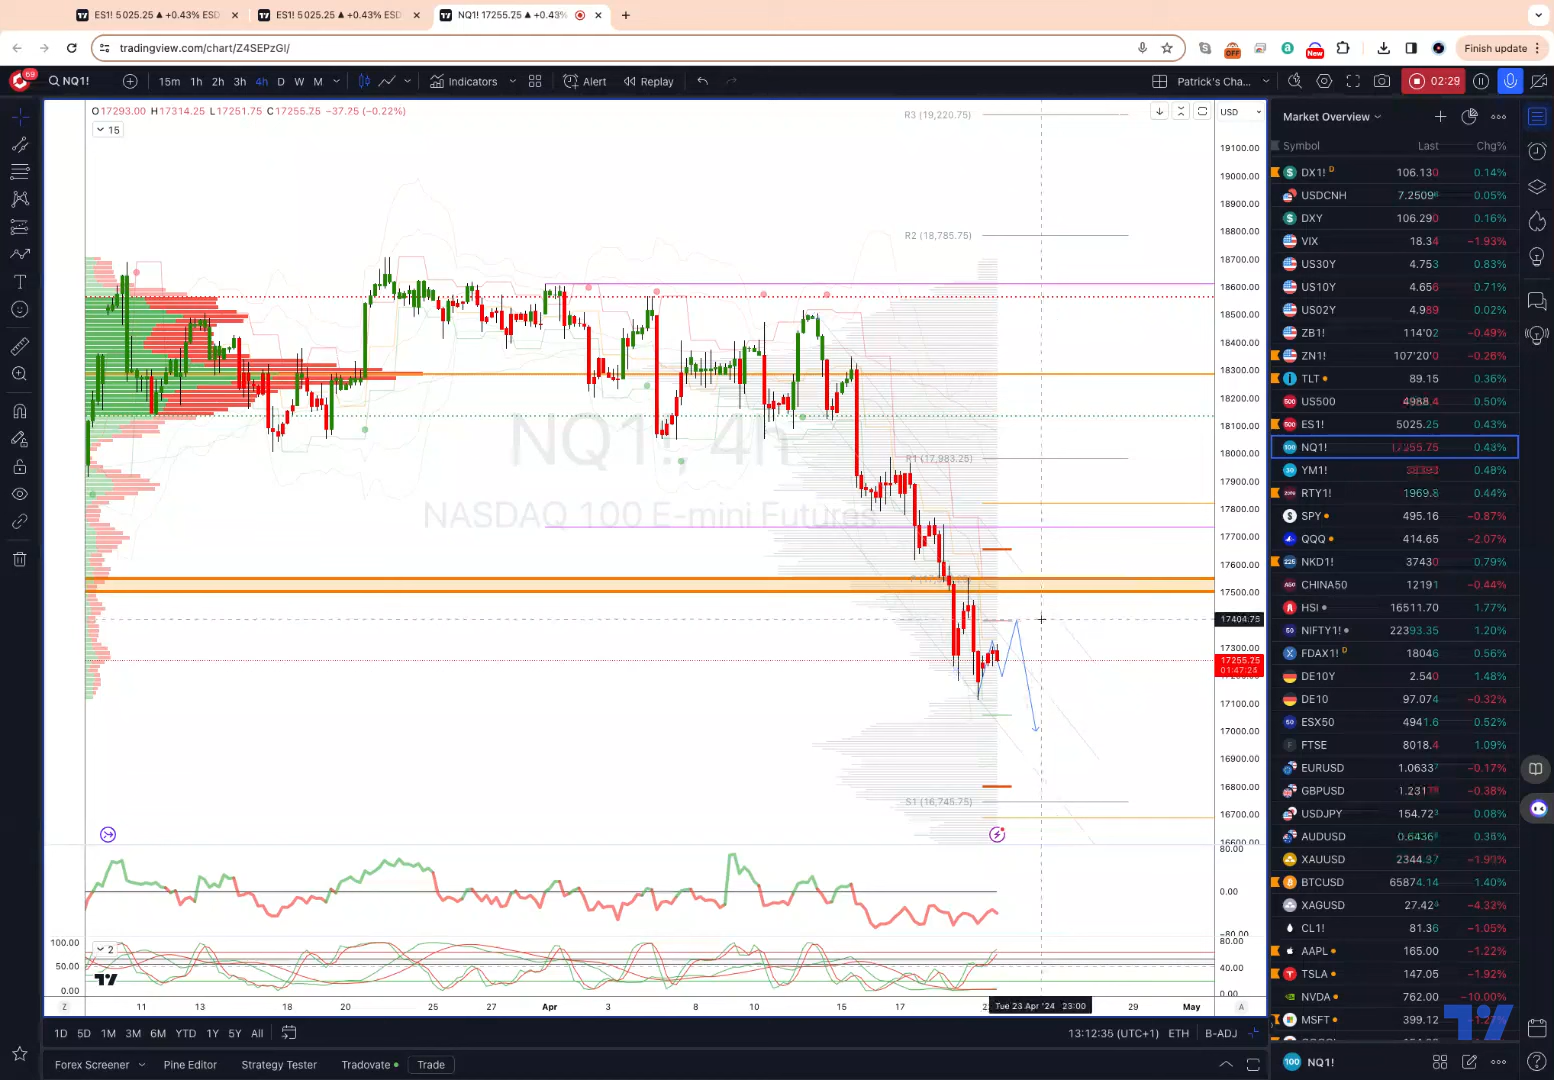 ES1! 5025.25 ▲ +0.43% ESD
ES1! 5025.25 ▲ +0.43% ESD
NQ1! 17255.75 ▲ +0.43%
tradingview.com/chart/Z4SEPzGI/
OFF
New
Finish update
69
NQ1!
15m 1h 2h 3h 4h D W M
Indicators
Alert
Replay
Patrick's Cha...
02:29
O17293.00 H17314.25 L17251.75 C17255.75 −37.25 (−0.22%)
15
USD
R3 (19,220.75)
R2 (18,785.75)
R1 (17,983.25)
S1 (16,745.75)
NQ1!, 4h
NASDAQ 100 E-mini Futures
19100.00
19000.00
18900.00
18800.00
18700.00
18600.00
18500.00
18400.00
18300.00
18200.00
18100.00
18000.00
17900.00
17800.00
17700.00
17600.00
17500.00
17404.75
17300.00
17255.75
01:47:24
17100.00
17000.00
16900.00
16800.00
16700.00
16600.00
80.00
0.00
−80.00
100.00
50.00
0.00
2
80.00
40.00
0.00
Z
11 13 18 20 25 27 Apr 3 8 10 15 17
Tue 23 Apr '24 23:00
29 May
A
1D 5D 1M 3M 6M YTD 1Y 5Y All
13:12:35 (UTC+1) ETH B-ADJ
Forex Screener
Pine Editor
Strategy Tester
Tradovate
Trade
Market Overview
Symbol Last Chg%
DX1! D 106.130 0.14%
USDCNH 7.2509 0.05%
DXY 106.290 0.16%
VIX 18.34 −1.93%
US30Y 4.753 0.83%
US10Y 4.656 0.71%
US02Y 4.989 0.02%
ZB1! 114'02 −0.49%
ZN1! 107'20'0 −0.26%
TLT 89.15 0.36%
US500 4988.4 0.50%
ES1! 5025.25 0.43%
NQ1! 17255.75 0.43%
YM1! 0.48%
RTY1! 1969.8 0.44%
SPY 495.16 −0.87%
QQQ 414.65 −2.07%
NKD1! 37430 0.79%
CHINA50 12191 −0.44%
HSI 16511.70 1.77%
NIFTY1! 22393.35 1.20%
FDAX1! D 18046 0.56%
DE10Y 2.540 1.48%
DE10 97.074 −0.32%
ESX50 4941.6 0.52%
FTSE 8018.4 1.09%
EURUSD 1.0633 −0.17%
GBPUSD −0.38%
USDJPY 154.72 0.08%
AUDUSD 0.6436 0.36%
XAUUSD 2344.37
BTCUSD 65874.14 1.40%
XAGUSD 27.42 −4.32%
CL1! 81.36 −1.05%
AAPL 165.00 −1.22%
TSLA 147.05 −1.92%
NVDA 762.00 −10.00%
MSFT 399.12
NQ1!